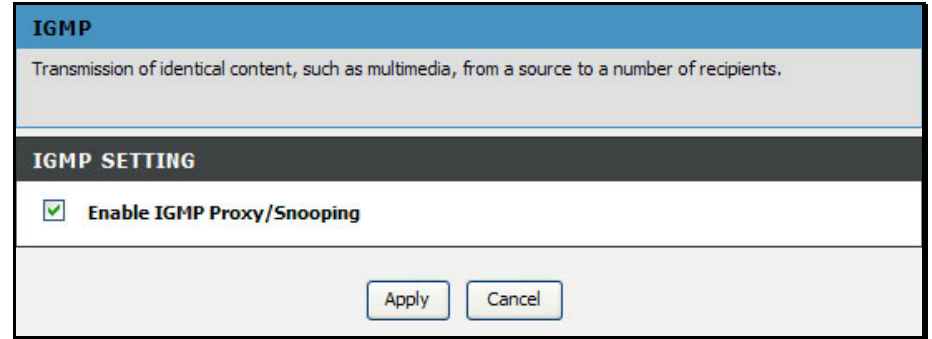 IGMP
Transmission of identical content, such as multimedia, from a source to a number of recipients.
IGMP SETTING
Enable IGMP Proxy/Snooping
Apply Cancel